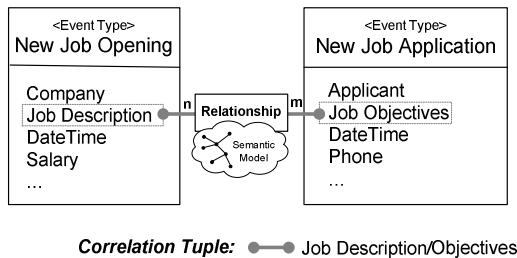 <Event Type>
New Job Opening
Company
Job Description
DateTime
Salary
...
n
Relationship
m
Semantic
Model
<Event Type>
New Job Application
Applicant
Job Objectives
DateTime
Phone
...
Correlation Tuple: Job Description/Objectives